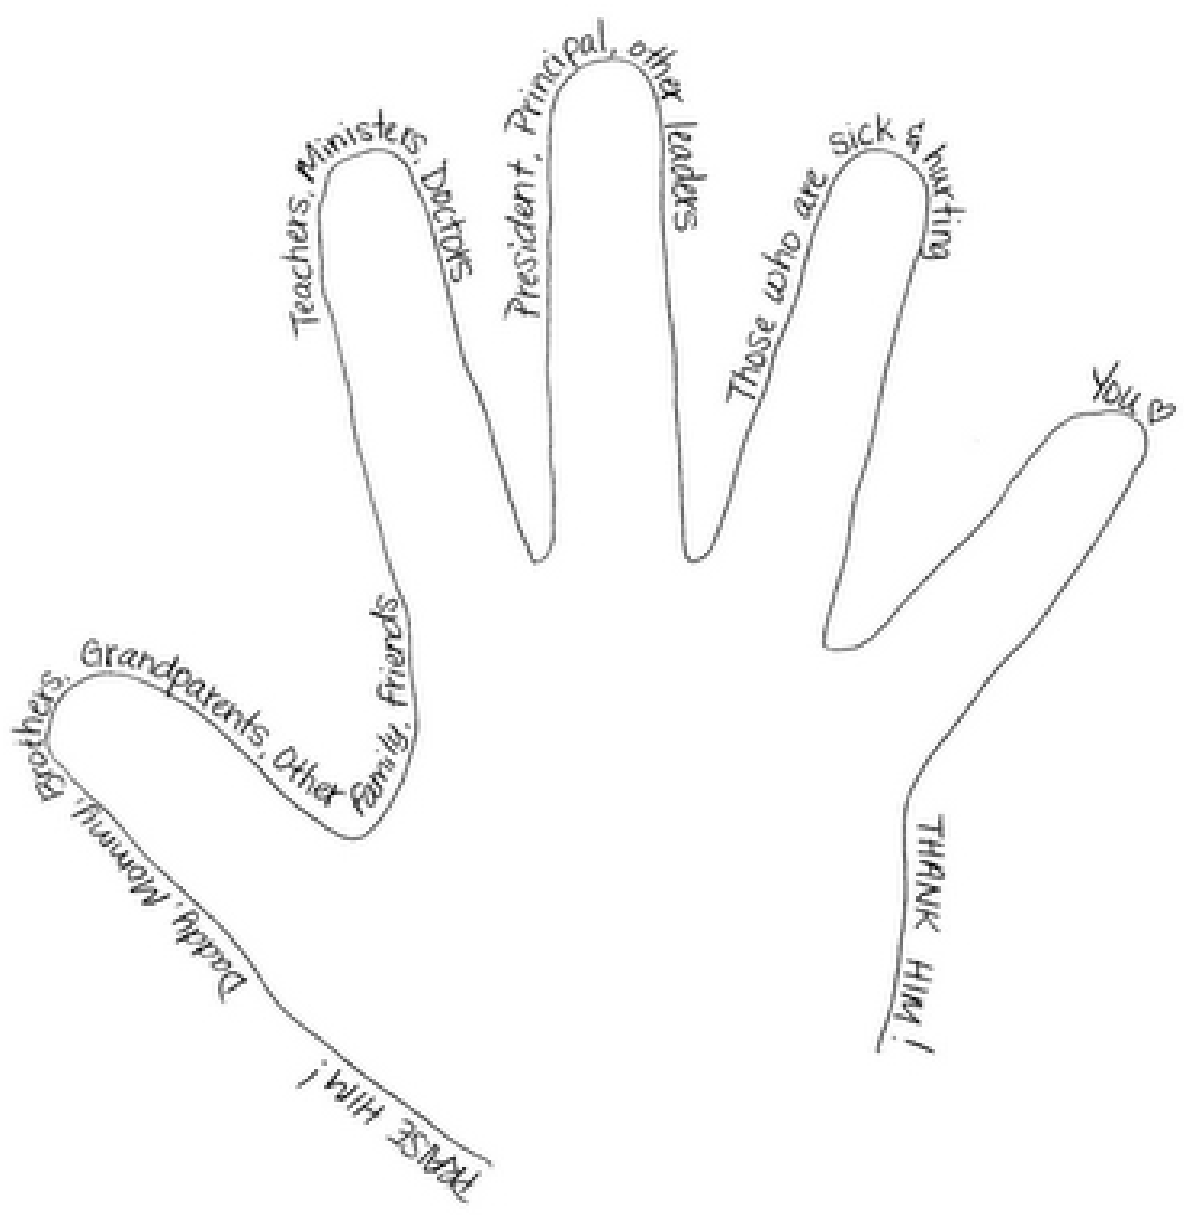 PRAISE HIM!
Daddy, Mommy, Brothers, Grandparents, Other family, Friends
Teachers, Ministers, Doctors
President, Principal, other leaders
Those who are sick & hurting
You ♡
THANK HIM!